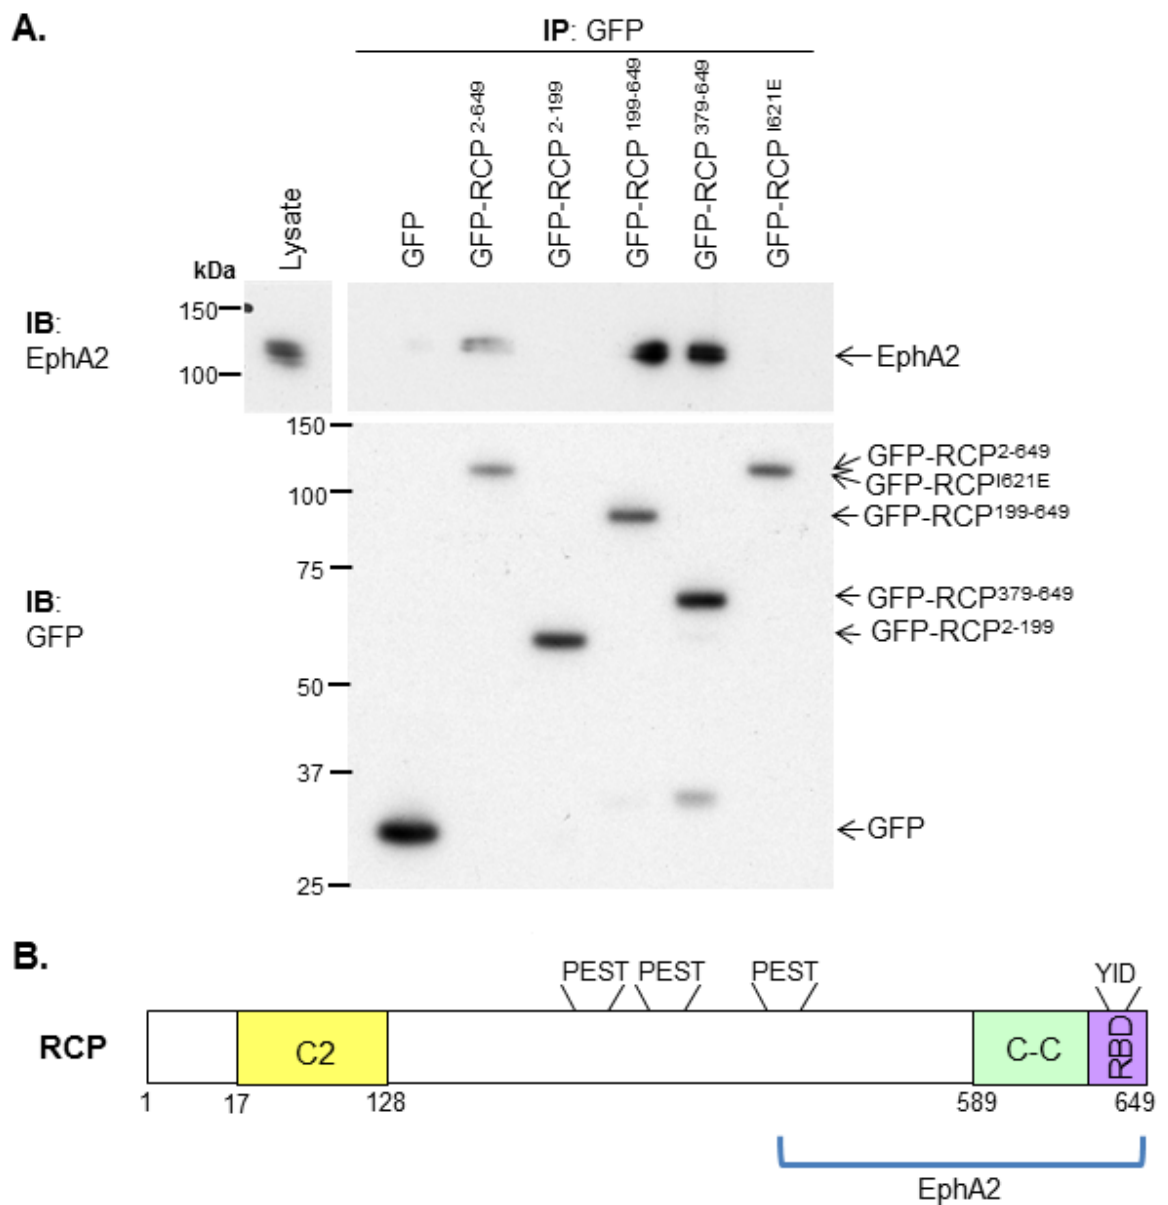 A.
IP: GFP
Lysate
GFP
GFP-RCP 2-649
GFP-RCP 2-199
GFP-RCP 199-649
GFP-RCP 379-649
GFP-RCP I621E
kDa
IB:
EphA2
150
100
EphA2
150
100
75
50
37
25
IB:
GFP
GFP-RCP2-649
GFP-RCPI621E
GFP-RCP199-649
GFP-RCP379-649
GFP-RCP2-199
GFP
B.
PEST PEST PEST YID
RCP C2 C-C RBD
1 17 128 589 649
EphA2